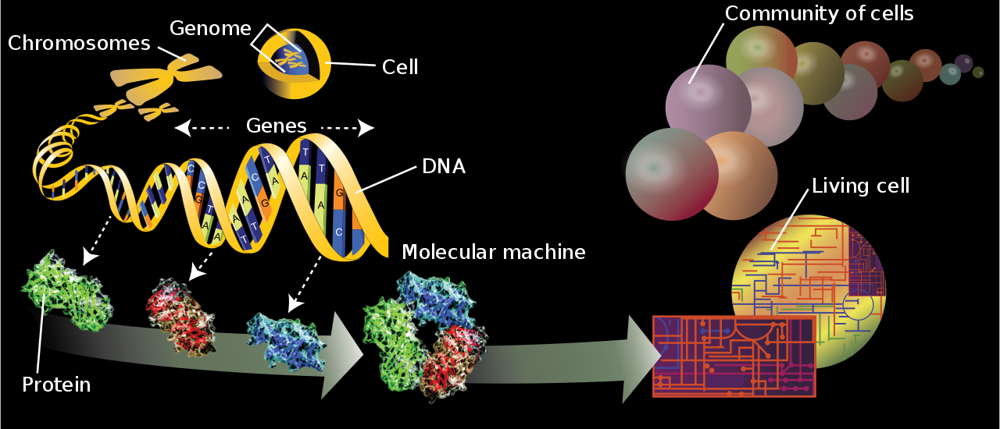 Community of cells
Genome
Chromosomes
Cell
Genes
DNA
Living cell
Molecular machine
Protein
C
C
G
T
A
A
A
A
T
T
C
T
A
G
T
A
T
A
G
C